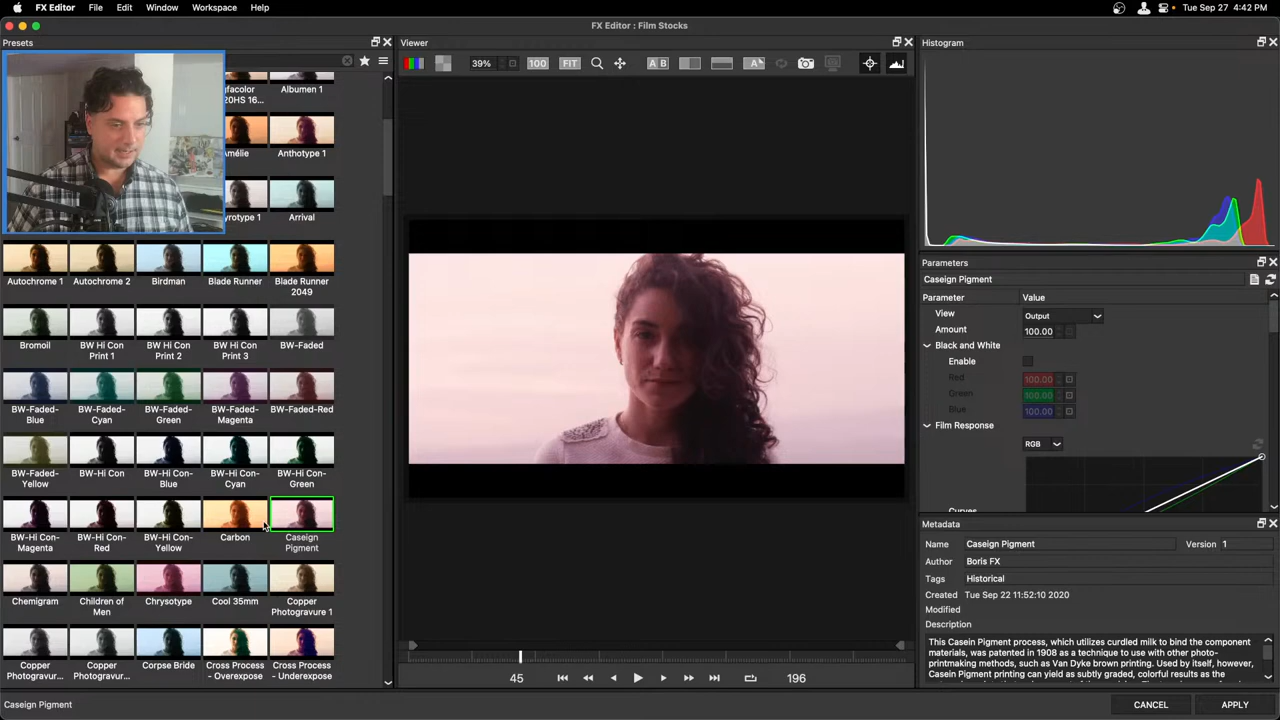 FX Editor File Edit Window Workspace Help Tue Sep 27 4:42 PM
FX Editor : Film Stocks
Presets
20HS 16...
Albumen 1
Amélie
Anthotype 1
Arrival
Autochrome 1
Autochrome 2
Birdman
Blade Runner
Blade Runner
2049
Bromoil
BW Hi Con
Print 1
BW Hi Con
Print 2
BW Hi Con
Print 3
BW-Faded
BW-Faded-
Blue
BW-Faded-
Cyan
BW-Faded-
Green
BW-Faded-
Magenta
BW-Faded-Red
BW-Faded-
Yellow
BW-Hi Con
BW-Hi Con-
Blue
BW-Hi Con-
Cyan
BW-Hi Con-
Green
BW-Hi Con-
Magenta
BW-Hi Con-
Red
BW-Hi Con-
Yellow
Carbon
Caseign
Pigment
Chemigram
Children of
Men
Chrysotype
Cool 35mm
Copper
Photogravure 1
Copper
Photogravur...
Copper
Photogravur...
Corpse Bride
Cross Process
- Overexpose
Cross Process
- Underexpose
Caseign Pigment
Viewer
39% 100 FIT A B A
45 196
Histogram
Parameters
Caseign Pigment
Parameter Value
View Output
Amount 100.00
Black and White
Enable
Red 100.00
Green 100.00
Blue 100.00
Film Response
RGB
Curves
Metadata
Name Caseign Pigment Version 1
Author Boris FX
Tags Historical
Created Tue Sep 22 11:52:10 2020
Modified
Description
This Casein Pigment process, which utilizes curdled milk to bind the component
materials, was patented in 1908 as a technique to use with other photo-
printmaking methods, such as Van Dyke brown printing. Used by itself, however,
Casein Pigment printing can yield as subtly graded, colorful results as the
CANCEL APPLY